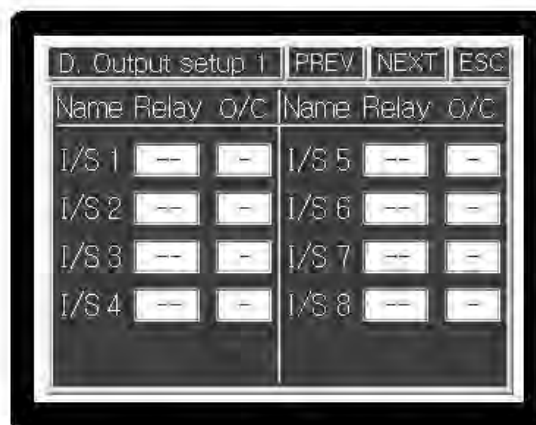 D. Output setup 1 PREV NEXT ESC
Name Relay O/C Name Relay O/C
I/S 1 -- - I/S 5 -- -
I/S 2 -- - I/S 6 -- -
I/S 3 -- - I/S 7 -- -
I/S 4 -- - I/S 8 -- -